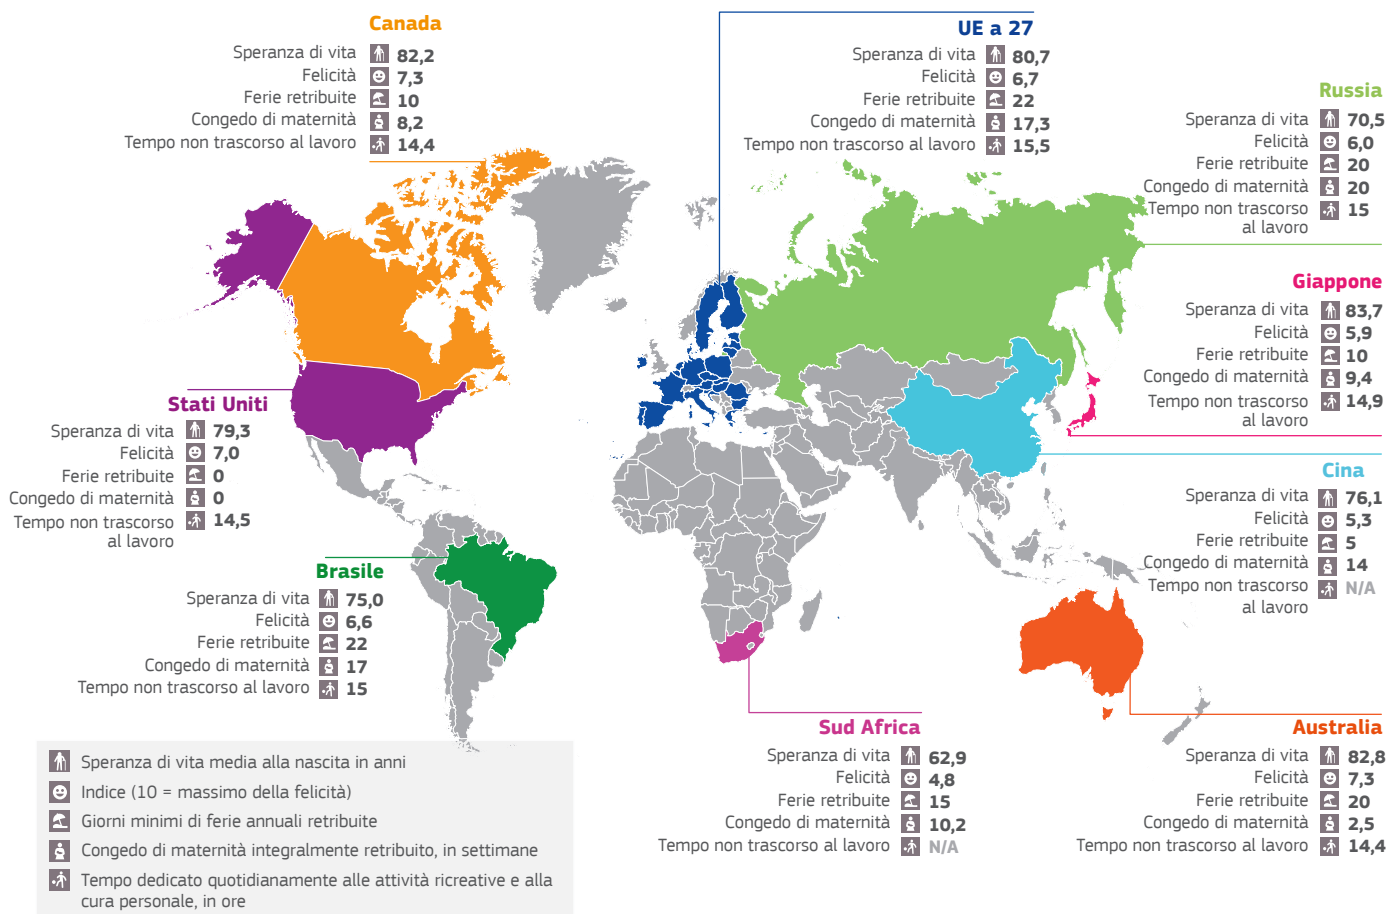 Canada
Speranza di vita 82,2
Felicità 7,3
Ferie retribuite 10
Congedo di maternità 8,2
Tempo non trascorso al lavoro 14,4
UE a 27
Speranza di vita 80,7
Felicità 6,7
Ferie retribuite 22
Congedo di maternità 17,3
Tempo non trascorso al lavoro 15,5
Russia
Speranza di vita 70,5
Felicità 6,0
Ferie retribuite 20
Congedo di maternità 20
Tempo non trascorso 15
al lavoro
Giappone
Speranza di vita 83,7
Felicità 5,9
Ferie retribuite 10
Congedo di maternità 9,4
Tempo non trascorso 14,9
al lavoro
Stati Uniti
Speranza di vita 79,3
Felicità 7,0
Ferie retribuite 0
Congedo di maternità 0
Tempo non trascorso 14,5
al lavoro
Cina
Speranza di vita 76,1
Felicità 5,3
Ferie retribuite 5
Congedo di maternità 14
Tempo non trascorso N/A
al lavoro
Brasile
Speranza di vita 75,0
Felicità 6,6
Ferie retribuite 22
Congedo di maternità 17
Tempo non trascorso al lavoro 15
Sud Africa
Speranza di vita 62,9
Felicità 4,8
Ferie retribuite 15
Congedo di maternità 10,2
Tempo non trascorso al lavoro N/A
Australia
Speranza di vita 82,8
Felicità 7,3
Ferie retribuite 20
Congedo di maternità 2,5
Tempo non trascorso al lavoro 14,4
Speranza di vita media alla nascita in anni
Indice (10 = massimo della felicità)
Giorni minimi di ferie annuali retribuite
Congedo di maternità integralmente retribuito, in settimane
Tempo dedicato quotidianamente alle attività ricreative e alla
cura personale, in ore